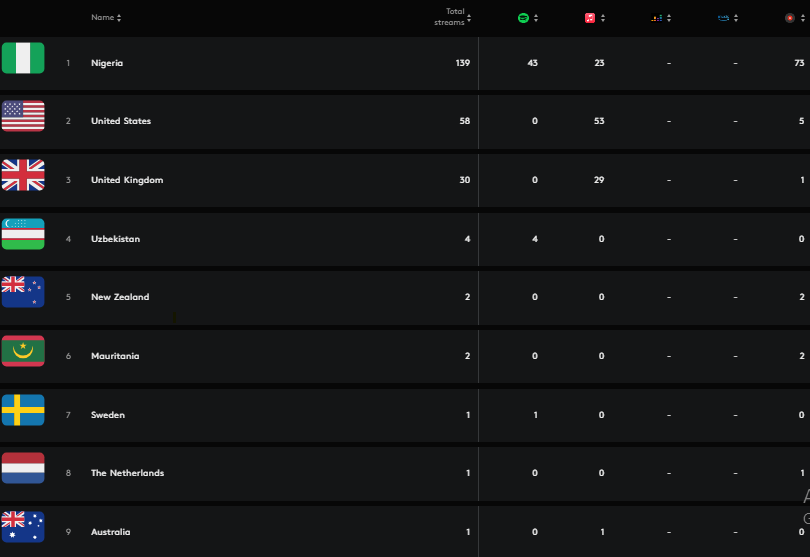 Name Total streams
1 Nigeria 139 43 23 - - 73
2 United States 58 0 53 - - 5
3 United Kingdom 30 0 29 - - 1
4 Uzbekistan 4 4 0 - - 0
5 New Zealand 2 0 0 - - 2
6 Mauritania 2 0 0 - - 2
7 Sweden 1 1 0 - - 0
8 The Netherlands 1 0 0 - - 1
A
9 Australia 1 0 1 - - 0
G